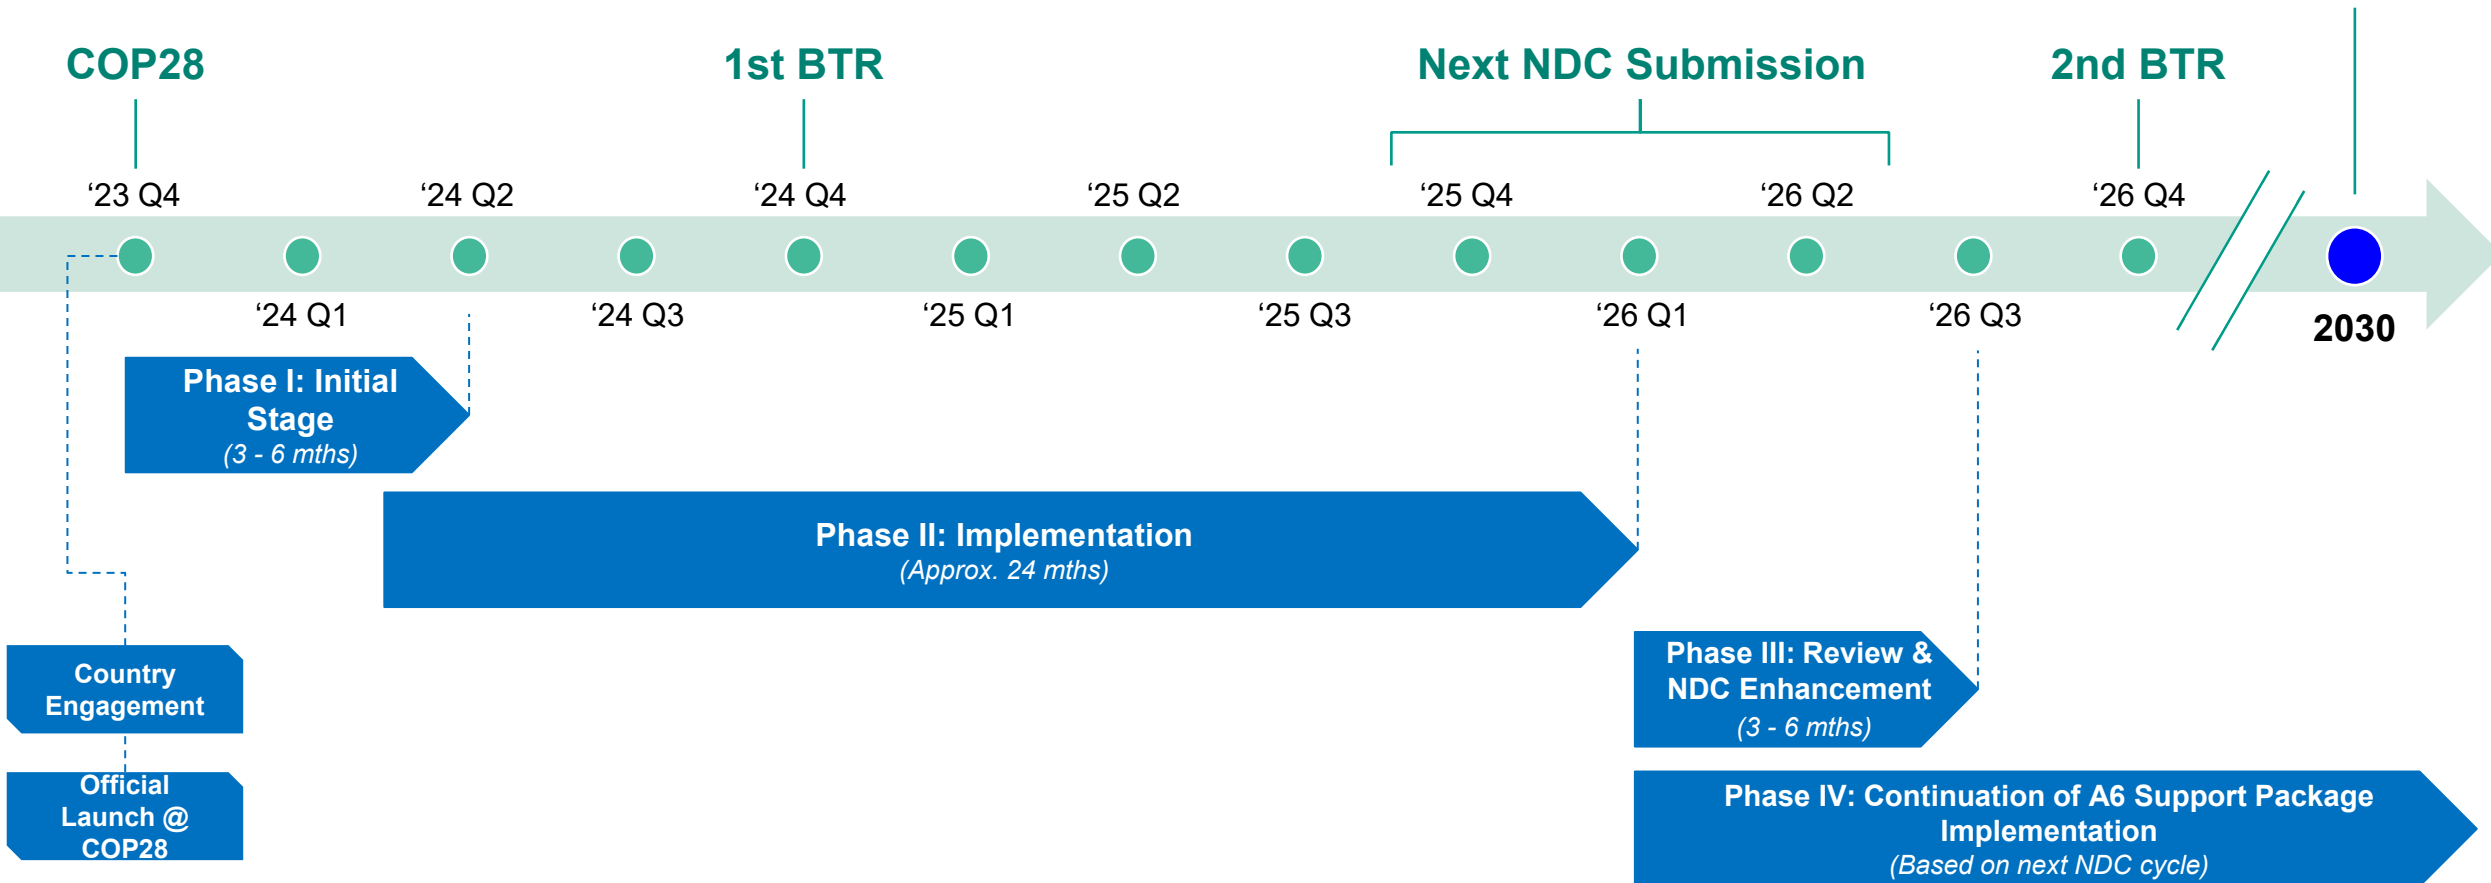 COP28
1st BTR
Next NDC Submission
2nd BTR
‘23 Q4
‘24 Q2
‘24 Q4
‘25 Q2
‘25 Q4
‘26 Q2
‘26 Q4
‘24 Q1
‘24 Q3
‘25 Q1
‘25 Q3
‘26 Q1
‘26 Q3
2030
Phase I: Initial
Stage
(3 - 6 mths)
Phase II: Implementation
(Approx. 24 mths)
Country
Engagement
Official
Launch @
COP28
Phase III: Review &
NDC Enhancement
(3 - 6 mths)
Phase IV: Continuation of A6 Support Package
Implementation
(Based on next NDC cycle)